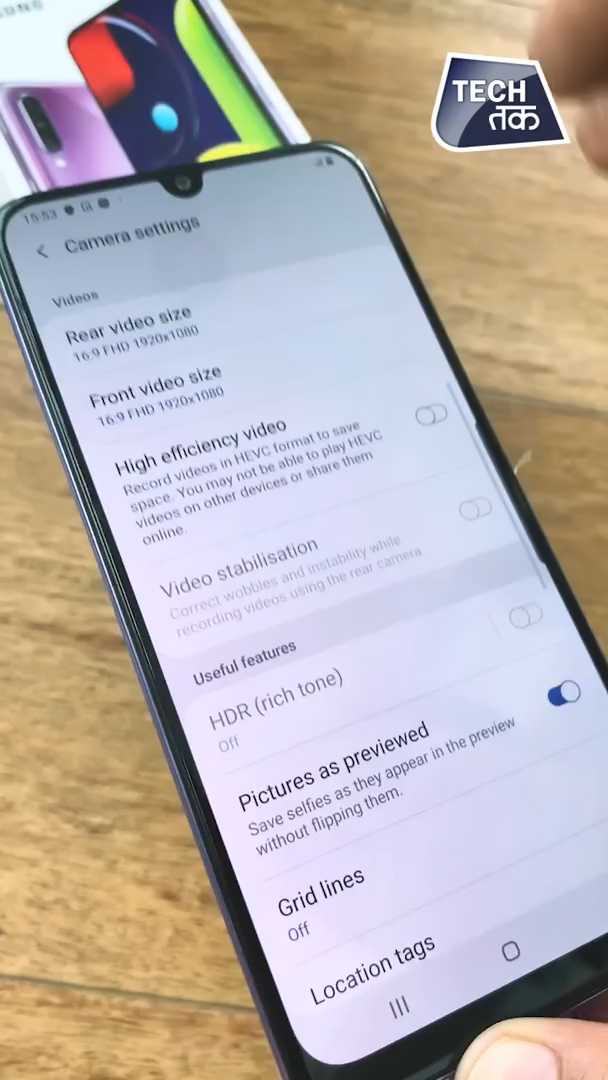 TECH
तक
15:53
Camera settings
Videos
Rear video size
16:9 FHD 1920x1080
Front video size
16:9 FHD 1920x1080
High efficiency video
Record videos in HEVC format to save
space. You may not be able to play HEVC
videos on other devices or share them
online.
Video stabilisation
Correct wobbles and instability while
recording videos using the rear camera
Useful features
HDR (rich tone)
Off
Pictures as previewed
Save selfies as they appear in the preview
without flipping them.
Grid lines
Off
Location tags